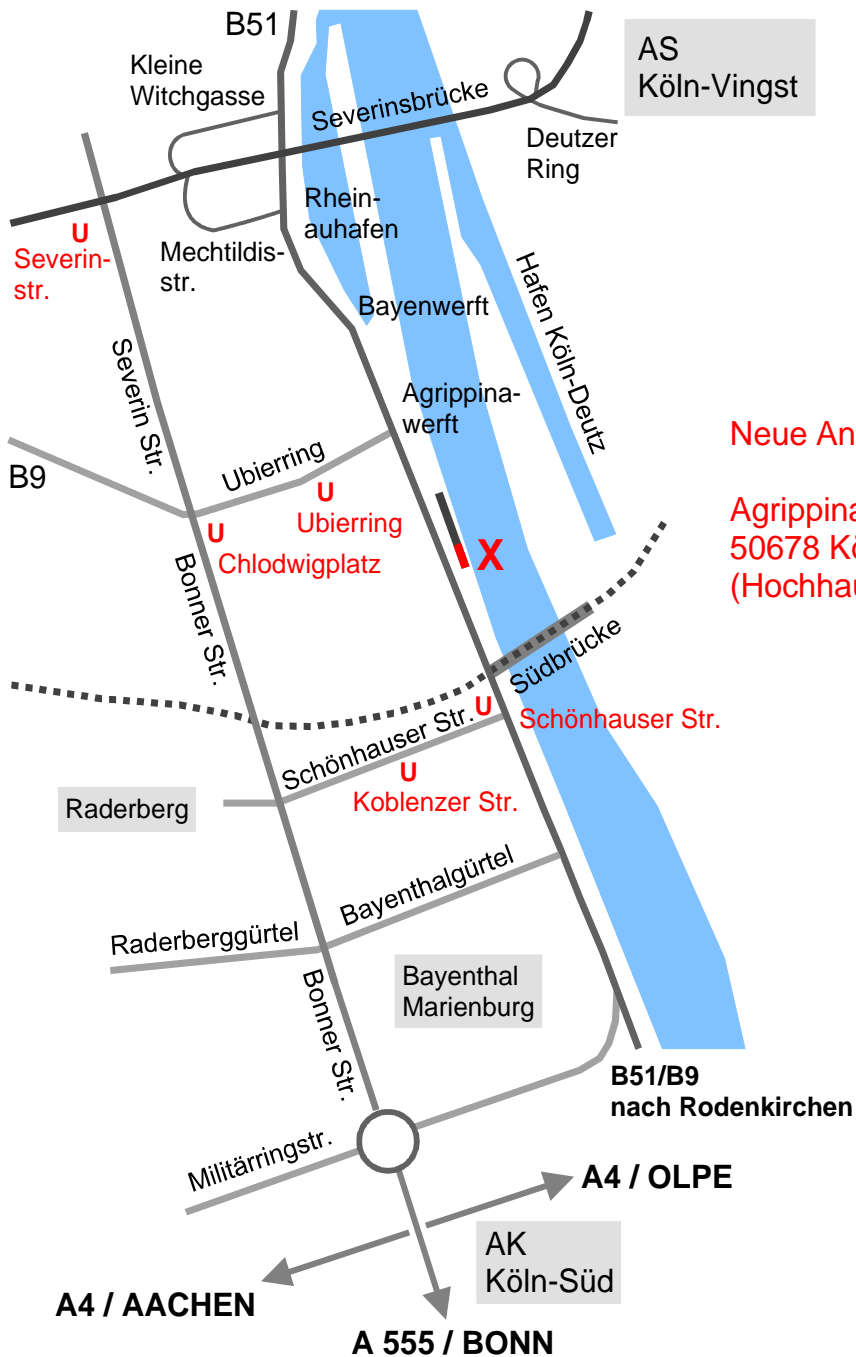 B51
Kleine
Witchgasse
Severinsbrücke
AS
Köln-Vingst
Deutzer
Ring
U
Severin-
str.
Mechtildis-
str.
Rhein-
auhafen
Bayenwerft
Hafen Köln-Deutz
Severin Str.
Agrippina-
werft
B9
Ubierring
U
Ubierring
U
Chlodwigplatz
X
Neue An
Agrippina
50678 Kö
(Hochhau
Bonner Str.
Südbrücke
U
Schönhauser Str.
Schönhauser Str.
U
Koblenzer Str.
Raderberg
Bayenthalgürtel
Raderberggürtel
Bayenthal
Marienburg
Bonner Str.
B51/B9
nach Rodenkirchen
Militärringstr.
A4 / OLPE
AK
Köln-Süd
A4 / AACHEN
A 555 / BONN